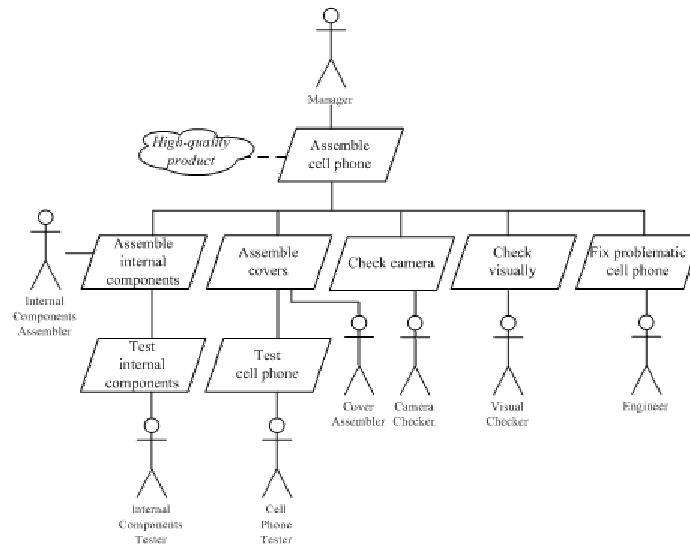 Manager
High-quality
product
Assemble
cell phone
Assemble
internal
components
Assemble
covers
Check camera
Check
visually
Fix problematic
cell phone
Internal
Components
Assembler
Test
internal
components
Test
cell phone
Cover
Assembler
Camera
Checker
Visual
Checker
Engineer
Internal
Components
Tester
Cell
Phone
Tester